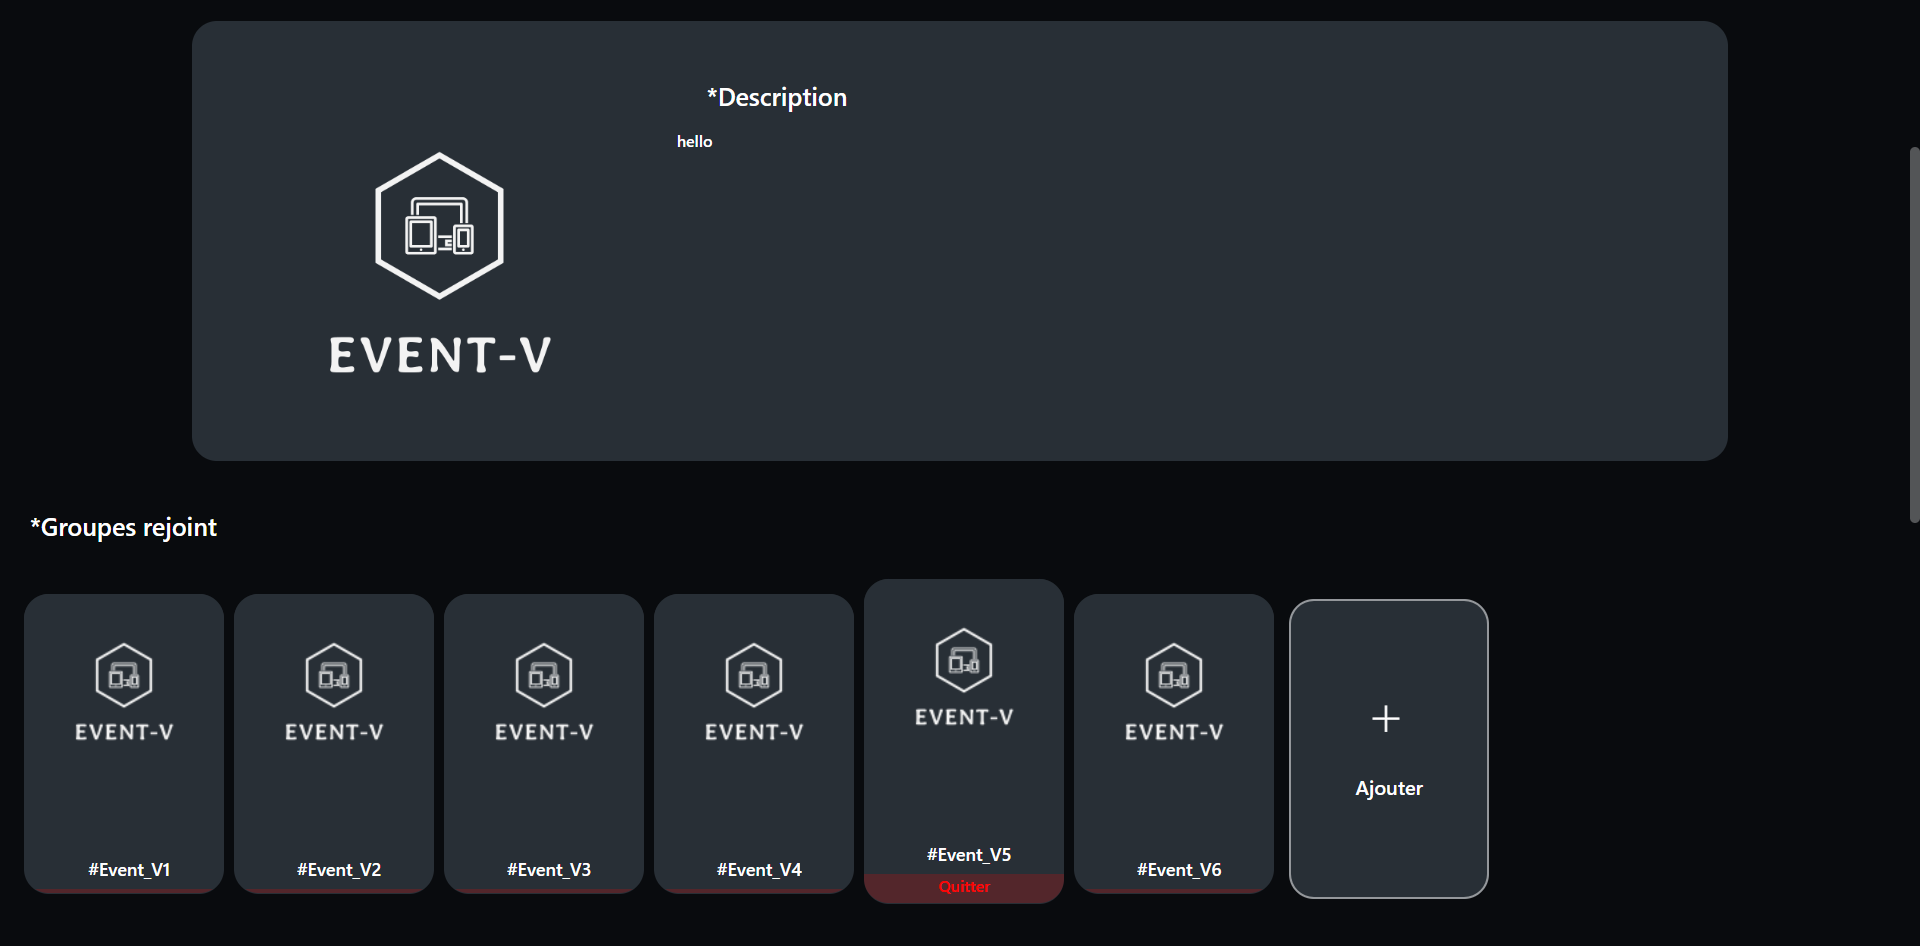 *Description
hello
EVENT-V
*Groupes rejoint
EVENT-V
#Event_V1
EVENT-V
#Event_V2
EVENT-V
#Event_V3
EVENT-V
#Event_V4
EVENT-V
#Event_V5
Quitter
EVENT-V
#Event_V6
Ajouter